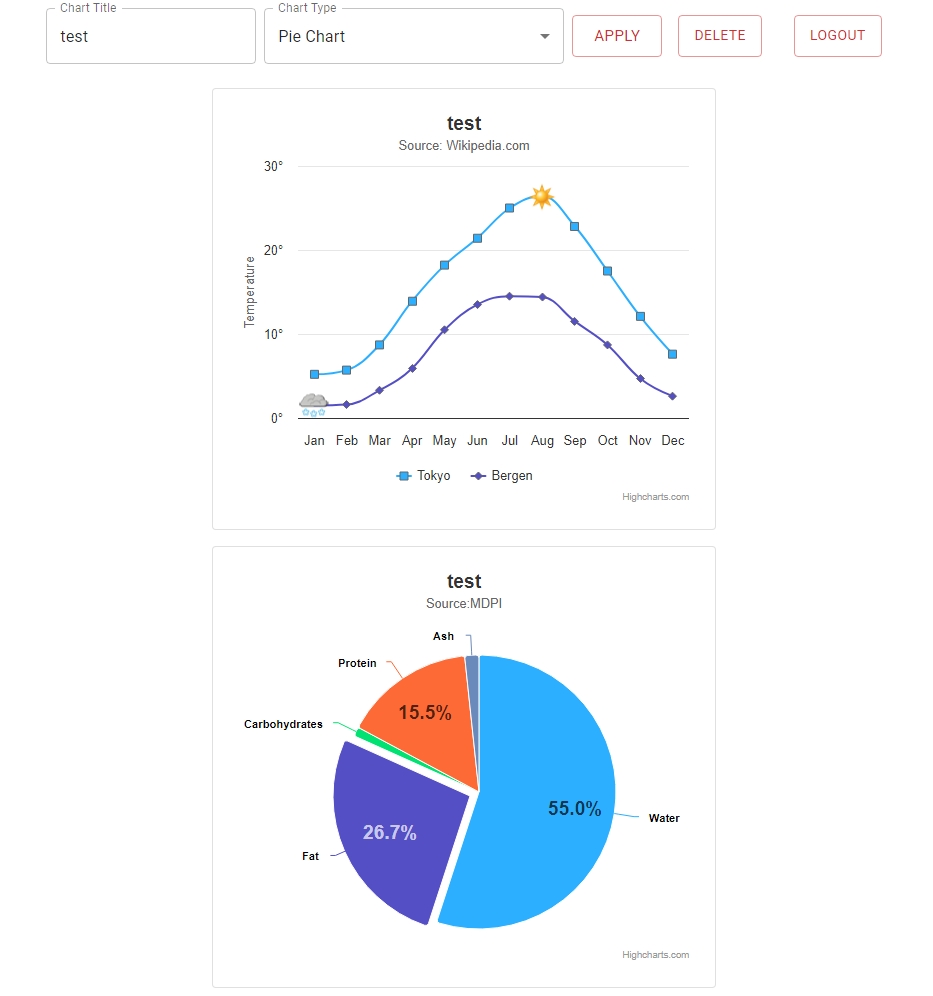 Chart Title
Chart Type
test
Pie Chart
APPLY
DELETE
LOGOUT
test
Source: Wikipedia.com
30°
20°
10°
0°
Temperature
Jan Feb Mar Apr May Jun Jul Aug Sep Oct Nov Dec
Tokyo Bergen
Highcharts.com
test
Source:MDPI
Ash
Protein
15.5%
Carbohydrates
55.0%
Water
26.7%
Fat
Highcharts.com